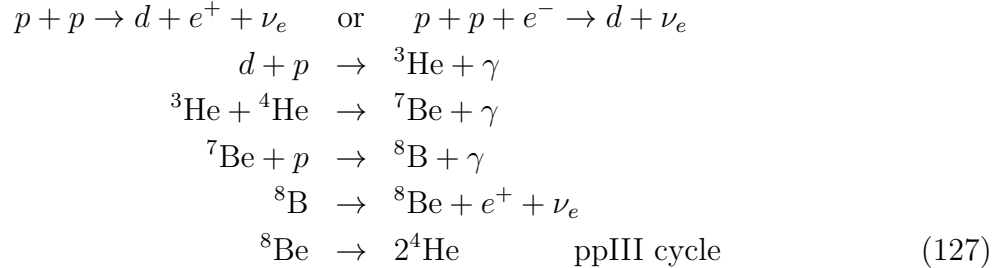 p + p → d + e⁺ + νₑ or p + p + e⁻ → d + νₑ
d + p → ³He + γ
³He + ⁴He → ⁷Be + γ
⁷Be + p → ⁸B + γ
⁸B → ⁸Be + e⁺ + νₑ
⁸Be → 2⁴He ppIII cycle (127)